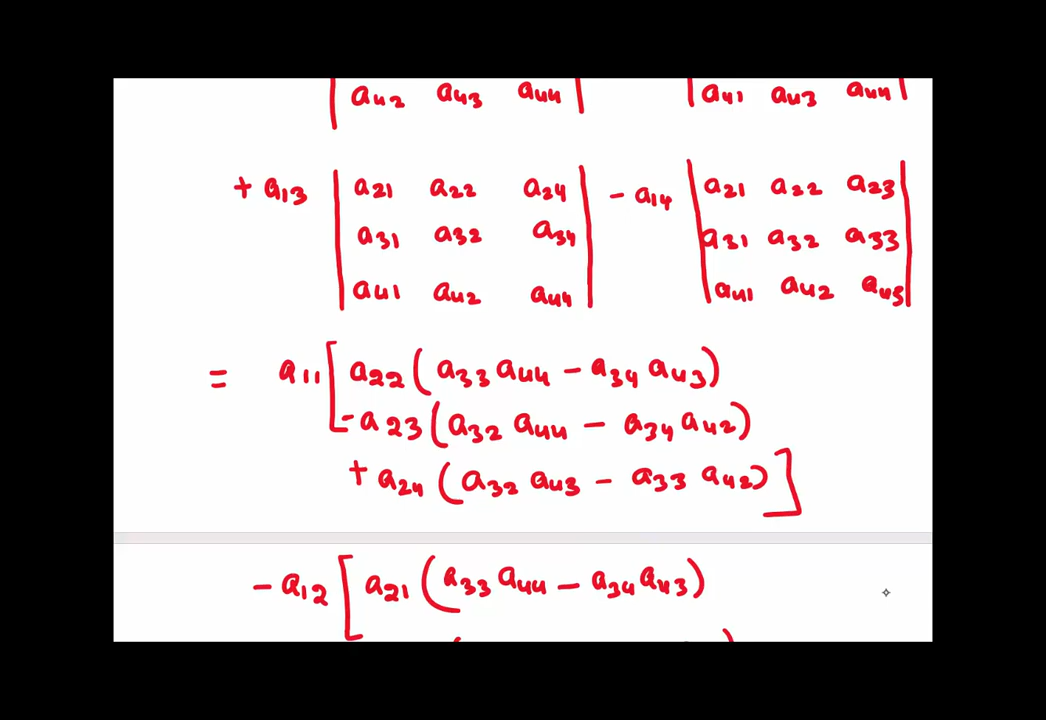 a42 a43 a44 | | a41 a43 a44 |
+ a13 | a21 a22 a24 | - a14 | a21 a22 a23 |
| a31 a32 a34 | | a31 a32 a33 |
| a41 a42 a44 | | a41 a42 a43 |
= a11 [ a22 ( a33 a44 - a34 a43 )
- a23 ( a32 a44 - a34 a42 )
+ a24 ( a32 a43 - a33 a42 ) ]
- a12 [ a21 ( a33 a44 - a34 a43 )